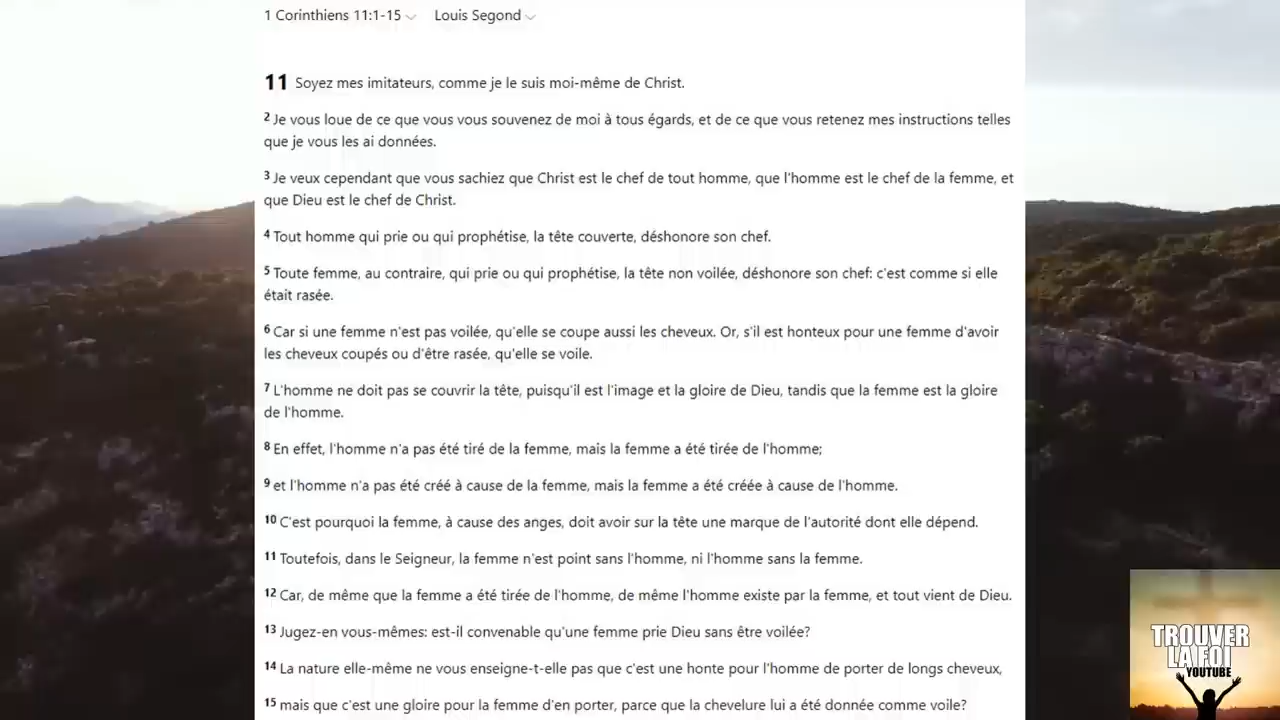 1 Corinthiens 11:1-15 Louis Segond
11 Soyez mes imitateurs, comme je le suis moi-même de Christ.
2 Je vous loue de ce que vous vous souvenez de moi à tous égards, et de ce que vous retenez mes instructions telles
que je vous les ai données.
3 Je veux cependant que vous sachiez que Christ est le chef de tout homme, que l'homme est le chef de la femme, et
que Dieu est le chef de Christ.
4 Tout homme qui prie ou qui prophétise, la tête couverte, déshonore son chef.
5 Toute femme, au contraire, qui prie ou qui prophétise, la tête non voilée, déshonore son chef: c'est comme si elle
était rasée.
6 Car si une femme n'est pas voilée, qu'elle se coupe aussi les cheveux. Or, s'il est honteux pour une femme d'avoir
les cheveux coupés ou d'être rasée, qu'elle se voile.
7 L'homme ne doit pas se couvrir la tête, puisqu'il est l'image et la gloire de Dieu, tandis que la femme est la gloire
de l'homme.
8 En effet, l'homme n'a pas été tiré de la femme, mais la femme a été tirée de l'homme;
9 et l'homme n'a pas été créé à cause de la femme, mais la femme a été créée à cause de l'homme.
10 C'est pourquoi la femme, à cause des anges, doit avoir sur la tête une marque de l'autorité dont elle dépend.
11 Toutefois, dans le Seigneur, la femme n'est point sans l'homme, ni l'homme sans la femme.
12 Car, de même que la femme a été tirée de l'homme, de même l'homme existe par la femme, et tout vient de Dieu.
13 Jugez-en vous-mêmes: est-il convenable qu'une femme prie Dieu sans être voilée?
14 La nature elle-même ne vous enseigne-t-elle pas que c'est une honte pour l'homme de porter de longs cheveux,
15 mais que c'est une gloire pour la femme d'en porter, parce que la chevelure lui a été donnée comme voile?
TROUVER
LA FOI
YOUTUBE